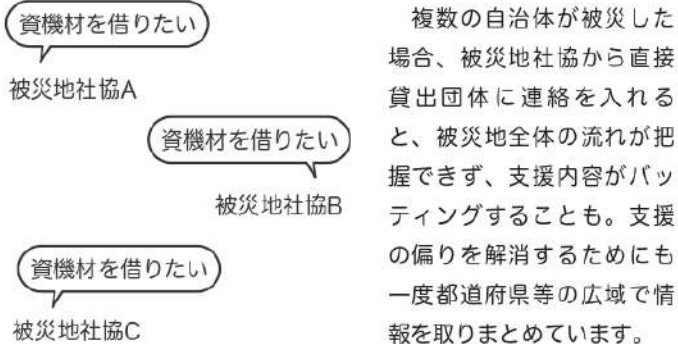 資機材を借りたい
被災地社協A
資機材を借りたい
被災地社協B
資機材を借りたい
被災地社協C
複数の自治体が被災した
場合、被災地社協から直接
貸出団体に連絡を入れる
と、被災地全体の流れが把
握できず、支援内容がバッ
ティングすることも。支援
の偏りを解消するためにも
一度都道府県等の広域で情
報を取りまとめています。